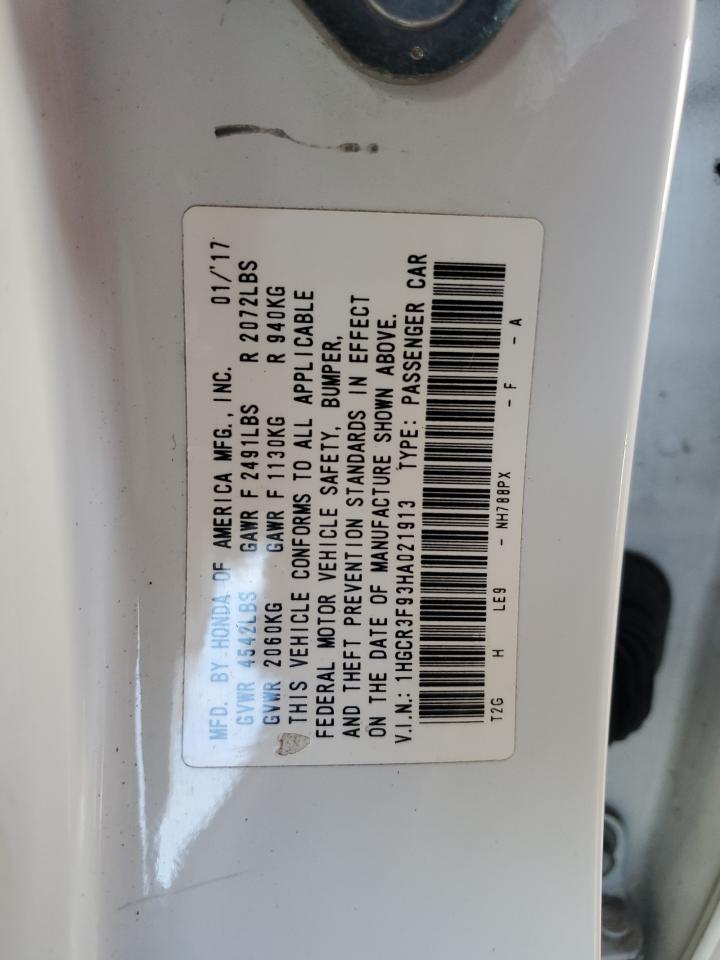 MFD. BY HONDA OF AMERICA MFG., INC. 01/'17
GVWR 4542LBS GAWR F 2491LBS R 2072LBS
GVWR 2060KG GAWR F 1130KG R 940KG
THIS VEHICLE CONFORMS TO ALL APPLICABLE
FEDERAL MOTOR VEHICLE SAFETY, BUMPER,
AND THEFT PREVENTION STANDARDS IN EFFECT
ON THE DATE OF MANUFACTURE SHOWN ABOVE.
V.I.N.: 1HGCR3F93HA021913 TYPE: PASSENGER CAR
T2G H LE9 - NH788PX - F - A